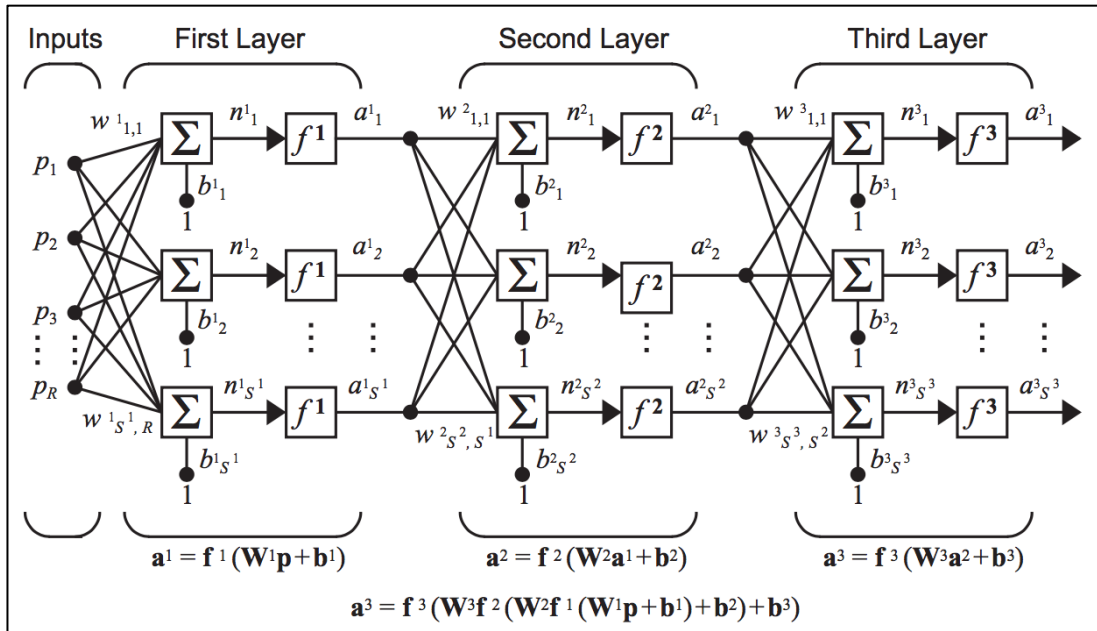 Inputs First Layer Second Layer Third Layer
w¹₁,₁ n¹₁ a¹₁ w²₁,₁ n²₁ a²₁ w³₁,₁ n³₁ a³₁
Σ f¹ Σ f² Σ f³
p₁
b¹₁ b²₁ b³₁
1 1 1
p₂ n¹₂ a¹₂ n²₂ a²₂ n³₂ a³₂
Σ f¹ Σ f² Σ f³
p₃
b¹₂ b²₂ b³₂
⋮ ⋮ ⋮ ⋮ ⋮ ⋮ ⋮ ⋮
1 1 1
p_R n¹_S¹ a¹_S¹ n²_S² a²_S² n³_S³ a³_S³
Σ f¹ Σ f² Σ f³
w¹_S¹, R w²_S², S¹ w³_S³, S²
b¹_S¹ b²_S² b³_S³
1 1 1
a¹ = f¹ (W¹p + b¹) a² = f² (W²a¹ + b²) a³ = f³ (W³a² + b³)
a³ = f³ (W³f² (W²f¹ (W¹p + b¹) + b²) + b³)